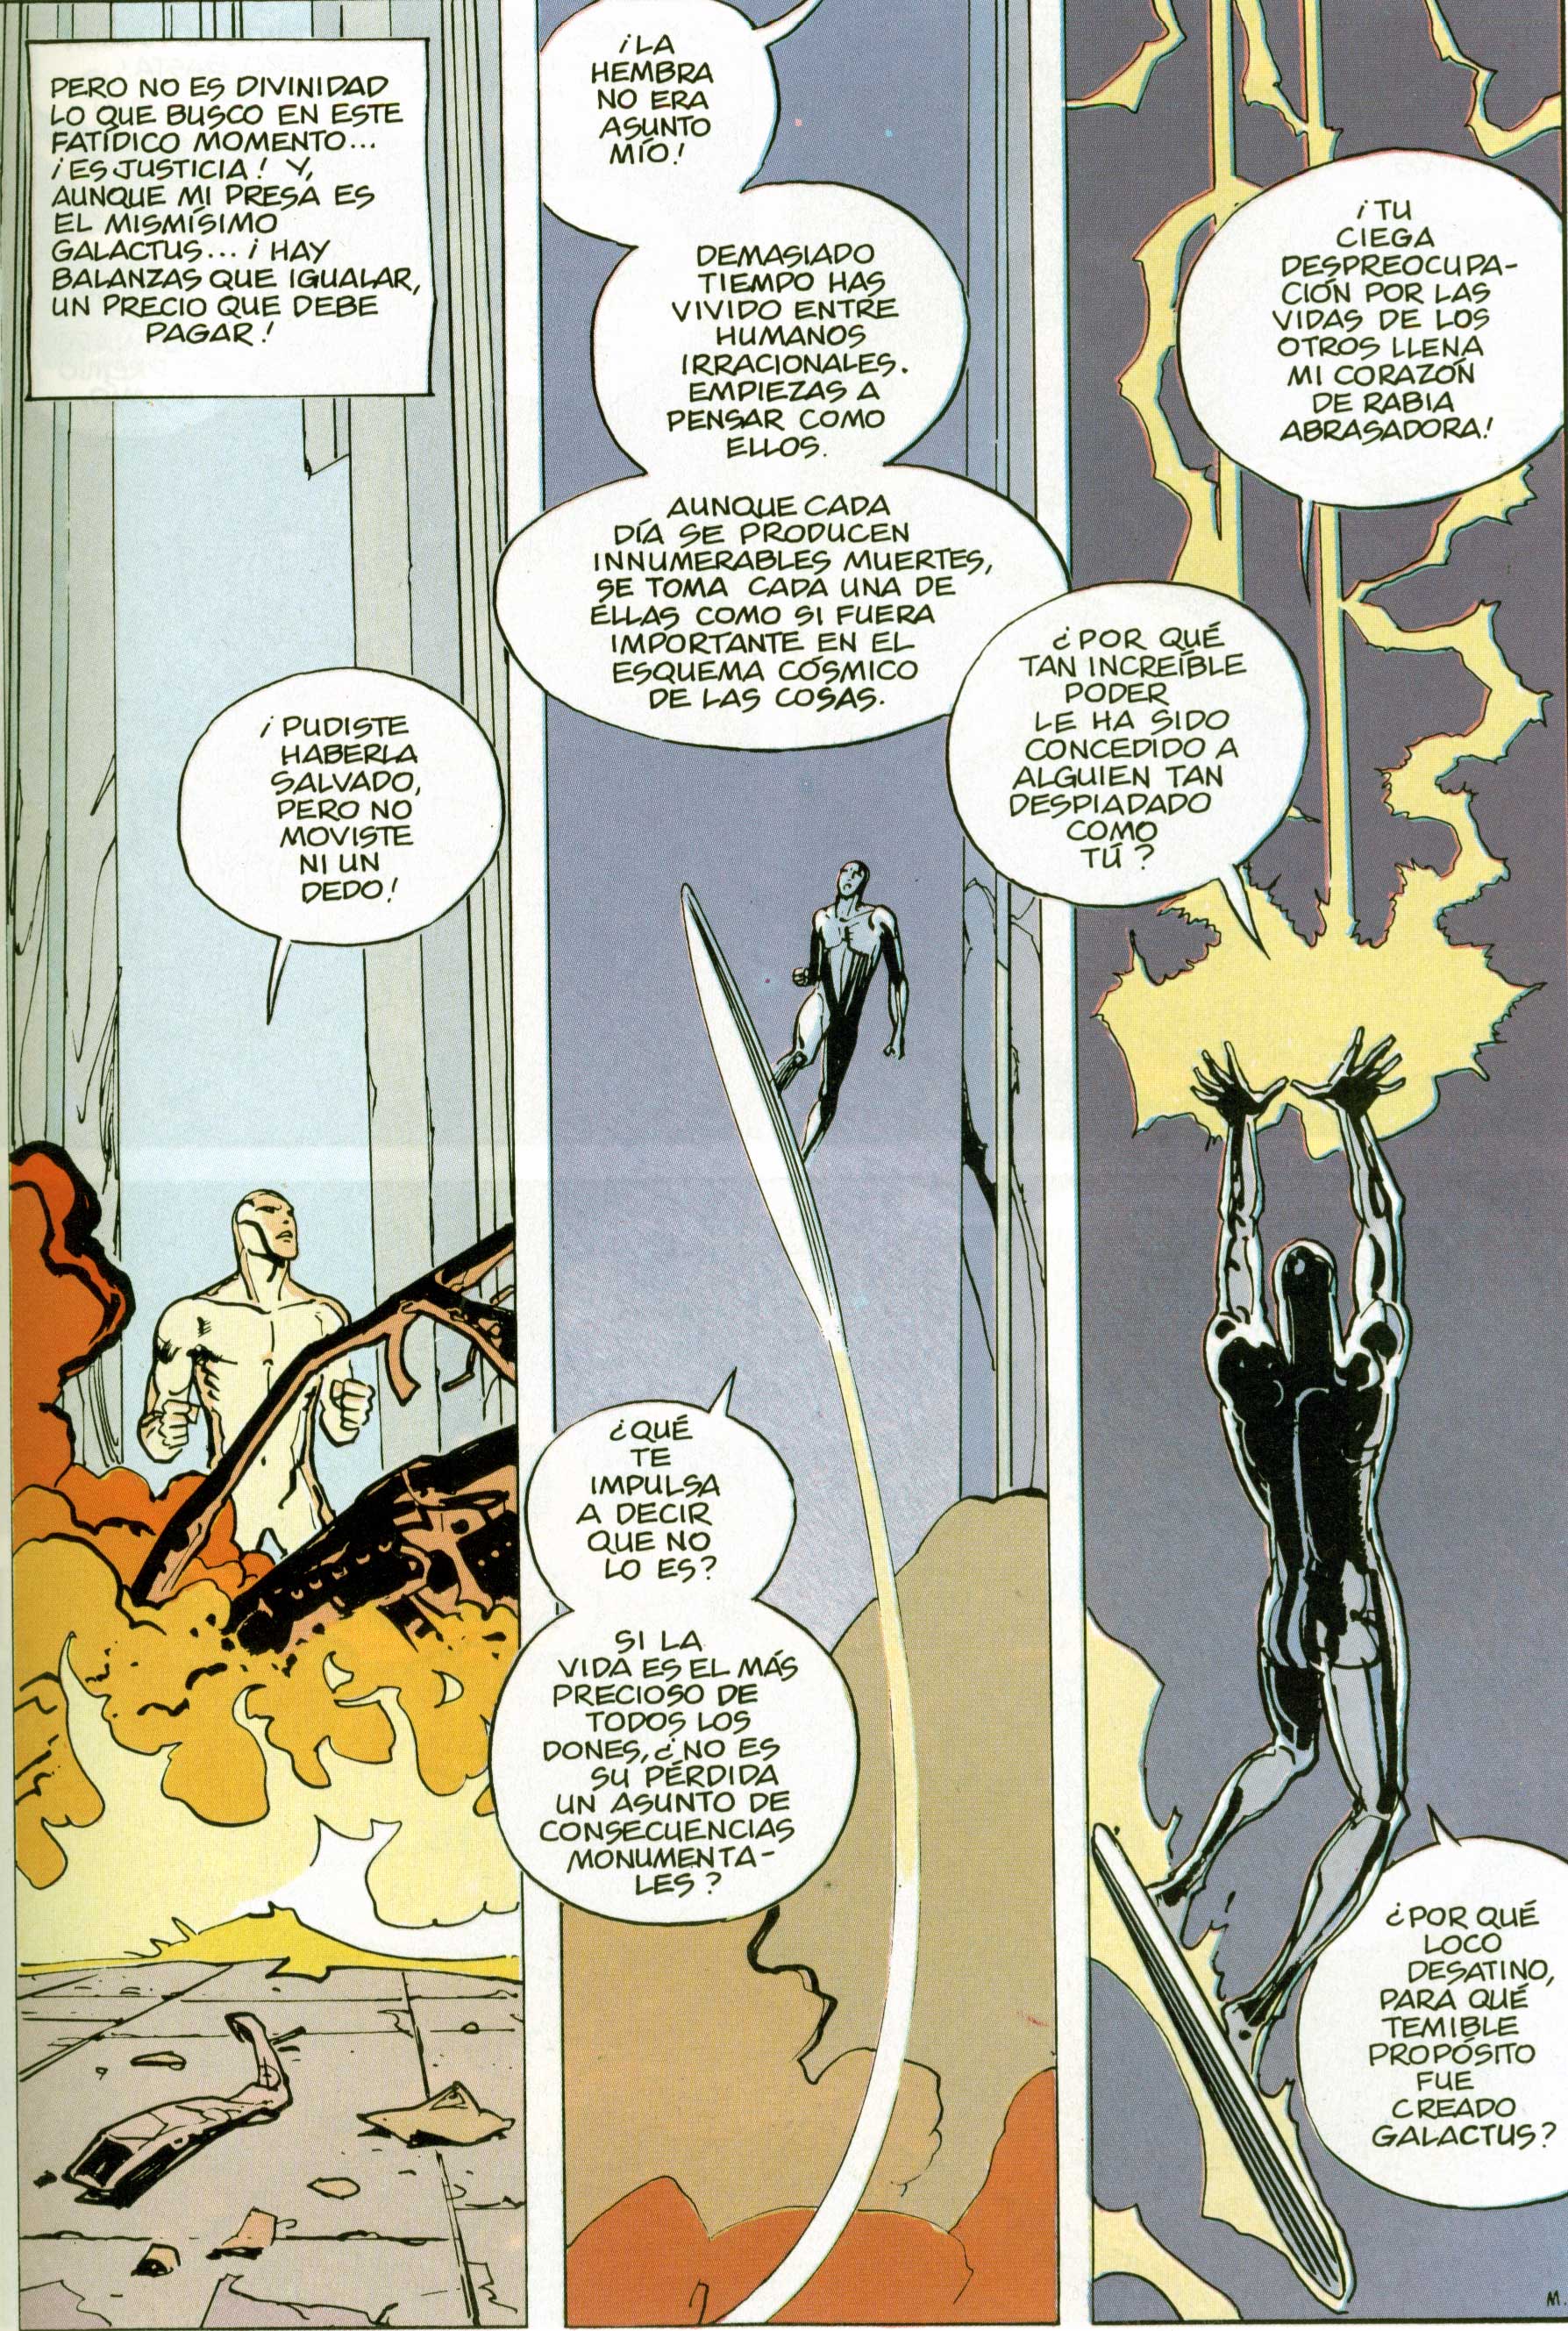 PERO NO ES DIVINIDAD
LO QUE BUSCO EN ESTE
FATÍDICO MOMENTO...
¡ES JUSTICIA! Y,
AUNQUE MI PRESA ES
EL MISMÍSIMO
GALACTUS... ¡HAY
BALANZAS QUE IGUALAR,
UN PRECIO QUE DEBE
PAGAR!
¡PUDISTE
HABERLA
SALVADO,
PERO NO
MOVISTE
NI UN
DEDO!
¡LA
HEMBRA
NO ERA
ASUNTO
MÍO!
DEMASIADO
TIEMPO HAS
VIVIDO ENTRE
HUMANOS
IRRACIONALES.
EMPIEZAS A
PENSAR COMO
ELLOS.
AUNQUE CADA
DÍA SE PRODUCEN
INNUMERABLES MUERTES,
SE TOMA CADA UNA DE
ELLAS COMO SI FUERA
IMPORTANTE EN EL
ESQUEMA CÓSMICO
DE LAS COSAS.
¿QUÉ
TE
IMPULSA
A DECIR
QUE NO
LO ES?
SI LA
VIDA ES EL MÁS
PRECIOSO DE
TODOS LOS
DONES, ¿NO ES
SU PÉRDIDA
UN ASUNTO DE
CONSECUENCIAS
MONUMENTA-
LES?
¡TU
CIEGA
DESPREOCUPA-
CIÓN POR LAS
VIDAS DE LOS
OTROS LLENA
MI CORAZÓN
DE RABIA
ABRASADORA!
¿POR QUÉ
TAN INCREÍBLE
PODER
LE HA SIDO
CONCEDIDO A
ALGUIEN TAN
DESPIADADO
COMO
TÚ?
¿POR QUÉ
LOCO
DESATINO,
PARA QUÉ
TEMIBLE
PROPÓSITO
FUE
CREADO
GALACTUS?
M.